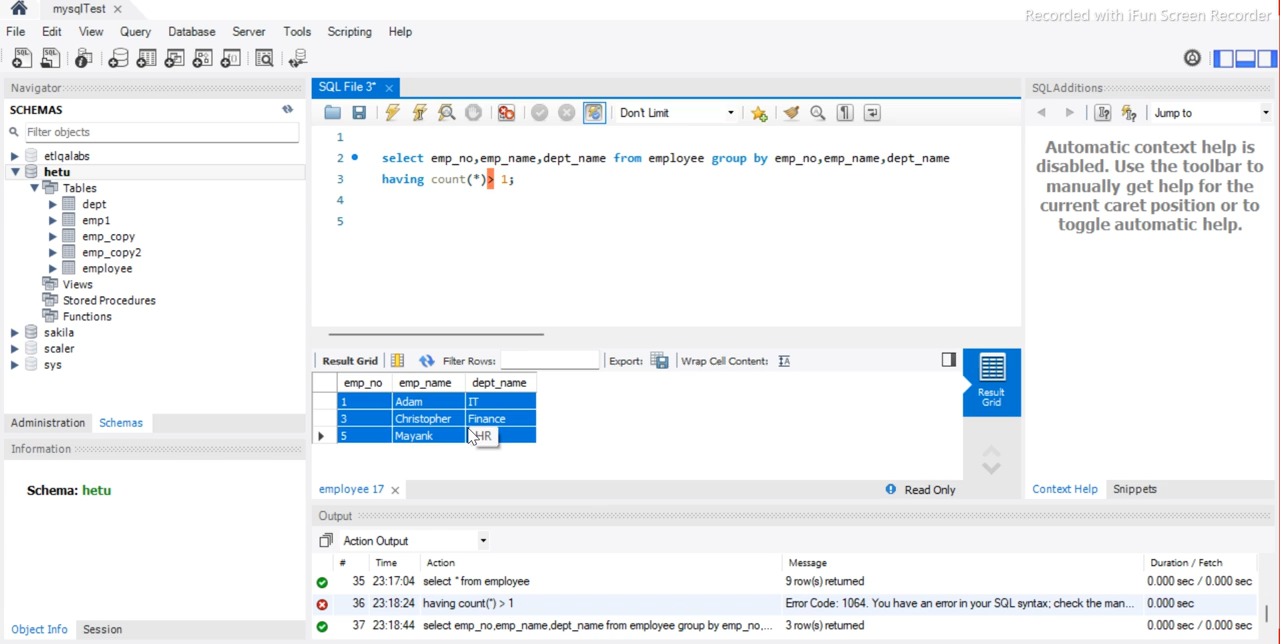 mysqlTest
Recorded with iFun Screen Recorder
File Edit View Query Database Server Tools Scripting Help
Navigator
SCHEMAS
Filter objects
etlqalabs
hetu
Tables
dept
emp1
emp_copy
emp_copy2
employee
Views
Stored Procedures
Functions
sakila
scaler
sys
Administration Schemas
Information
Schema: hetu
Object Info Session
SQL File 3*
Don't Limit
1
2 select emp_no,emp_name,dept_name from employee group by emp_no,emp_name,dept_name
3 having count(*)> 1;
4
5
Result Grid Filter Rows: Export: Wrap Cell Content:
emp_no emp_name dept_name
1 Adam IT
3 Christopher Finance
5 Mayank HR
Result Grid
employee 17 Read Only
SQLAdditions
Jump to
Automatic context help is
disabled. Use the toolbar to
manually get help for the
current caret position or to
toggle automatic help.
Context Help Snippets
Output
Action Output
# Time Action Message Duration / Fetch
35 23:17:04 select * from employee 9 row(s) returned 0.000 sec / 0.000 sec
36 23:18:24 having count(*) > 1 Error Code: 1064. You have an error in your SQL syntax; check the man... 0.000 sec
37 23:18:44 select emp_no,emp_name,dept_name from employee group by emp_no,... 3 row(s) returned 0.000 sec / 0.000 sec